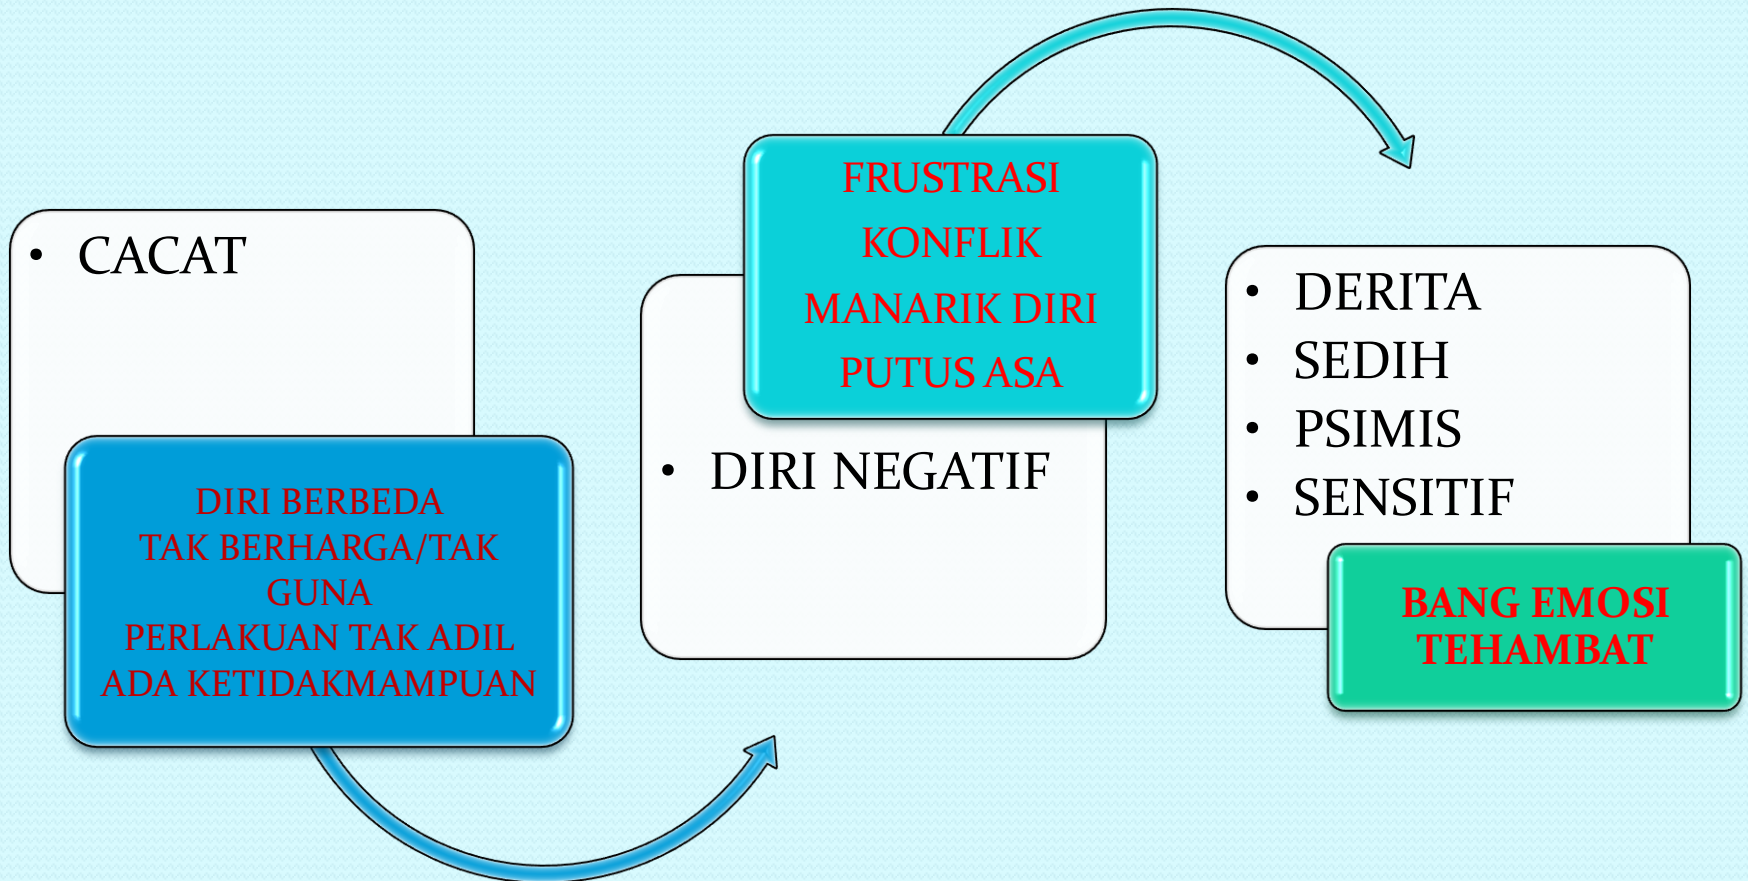 • CACAT
DIRI BERBEDA
TAK BERHARGA/TAK
GUNA
PERLAKUAN TAK ADIL
ADA KETIDAKMAMPUAN
FRUSTRASI
KONFLIK
MANARIK DIRI
PUTUS ASA
• DIRI NEGATIF
• DERITA
• SEDIH
• PSIMIS
• SENSITIF
BANG EMOSI
TEHAMBAT